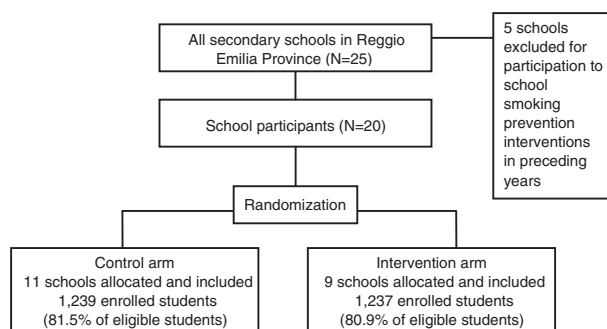 All secondary schools in Reggio
Emilia Province (N=25)
5 schools
excluded for
participation to
school
smoking
prevention
interventions
in preceding
years
School participants (N=20)
Randomization
Control arm
11 schools allocated and included
1,239 enrolled students
(81.5% of eligible students)
Intervention arm
9 schools allocated and included
1,237 enrolled students
(80.9% of eligible students)